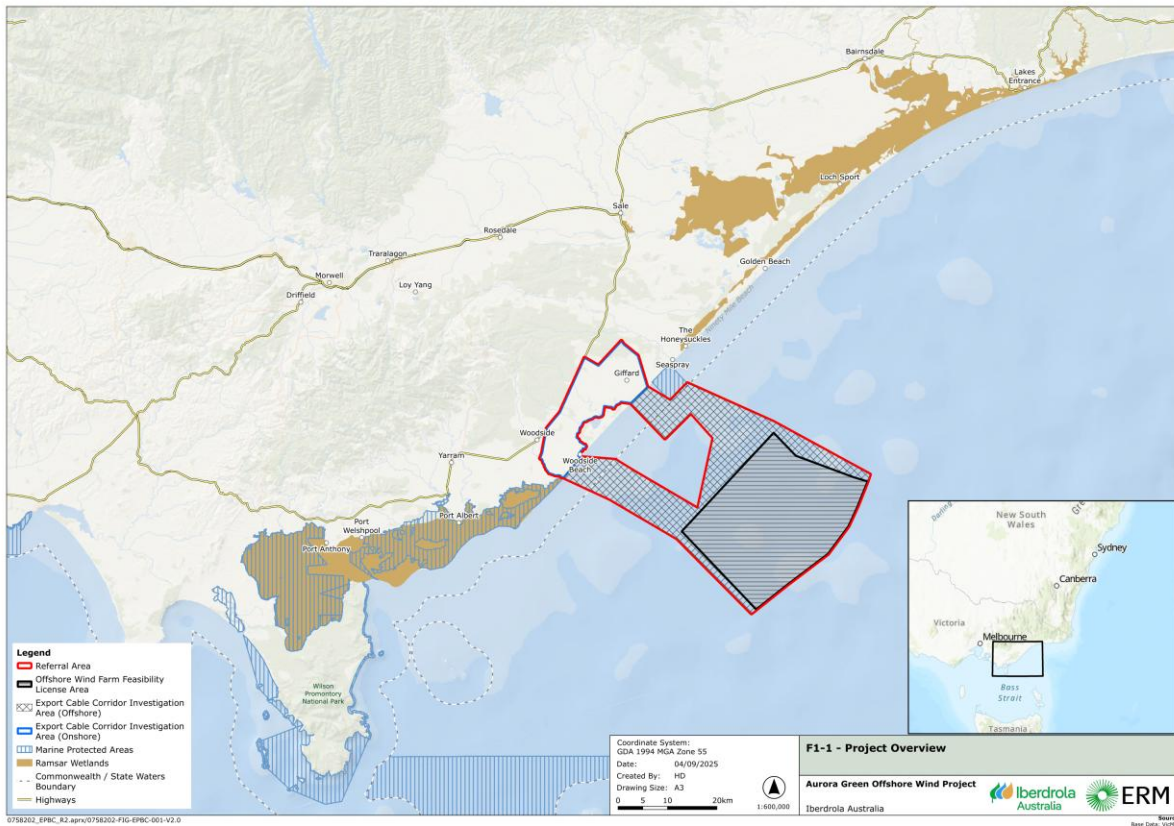 Bairnsdale
Lakes
Entrance
Loch Sport
Sale
Rosedale
Golden Beach
Traralagon
Morwell
Loy Yang
Driffield
Ninety Mile Beach
The
Honeysuckles
Seaspray
Giffard
Woodside
Yarram
Woodside
Beach
Port Albert
Port
Welshpool
Port Anthony
Wilson
Promontory
National Park
Legend
Referral Area
Offshore Wind Farm Feasibility
License Area
Export Cable Corridor Investigation
Area (Offshore)
Export Cable Corridor Investigation
Area (Onshore)
Marine Protected Areas
Ramsar Wetlands
Commonwealth / State Waters
Boundary
Highways
Darling
New South
Wales
Sydney
Canberra
Victoria
Melbourne
Bass
Strait
Tasmania
Coordinate System:
GDA 1994 MGA Zone 55
Date: 04/09/2025
Created By: HD
Drawing Size: A3
0 5 10 20km
1:600,000
F1-1 - Project Overview
Aurora Green Offshore Wind Project
Iberdrola Australia
Iberdrola
Australia
ERM
0758202_EPBC_R2.aprx/0758202-FIG-EPBC-001-V2.0